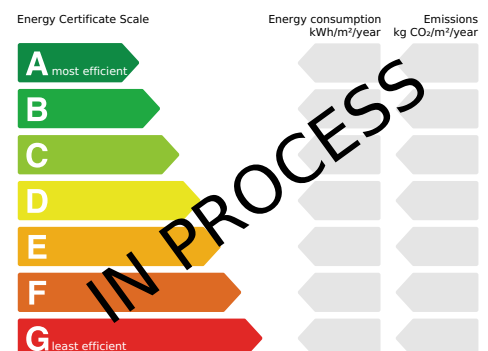 Energy Certificate Scale
Energy consumption
kWh/m²/year
Emissions
kg CO₂/m²/year
A most efficient
B
C
D
E
F
G least efficient
IN PROCESS